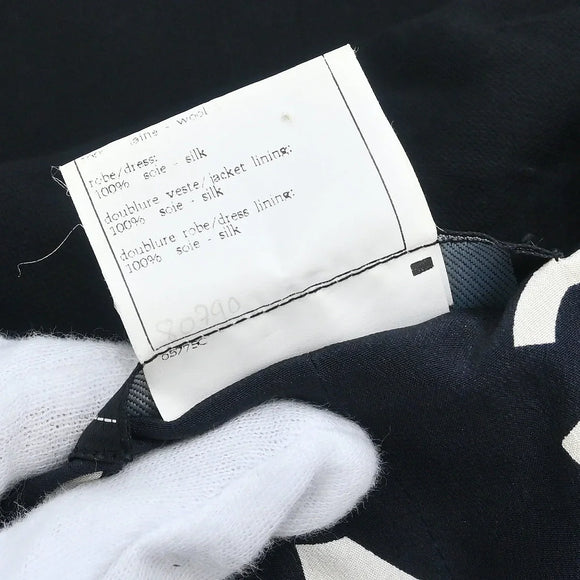 laine - wool
robe/dress:
100% soie - silk
doublure veste/jacket lining:
100% soie - silk
doublure robe/dress lining:
100% soie - silk
80790